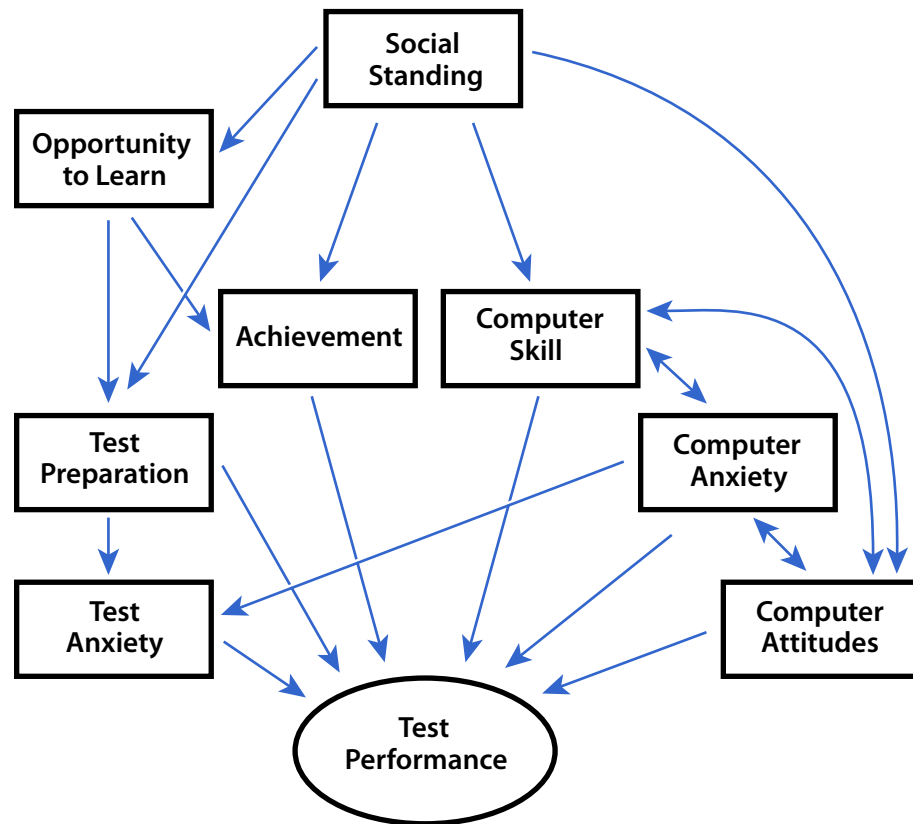 Social
Standing
Opportunity
to Learn
Achievement
Computer
Skill
Test
Preparation
Computer
Anxiety
Test
Anxiety
Computer
Attitudes
Test
Performance